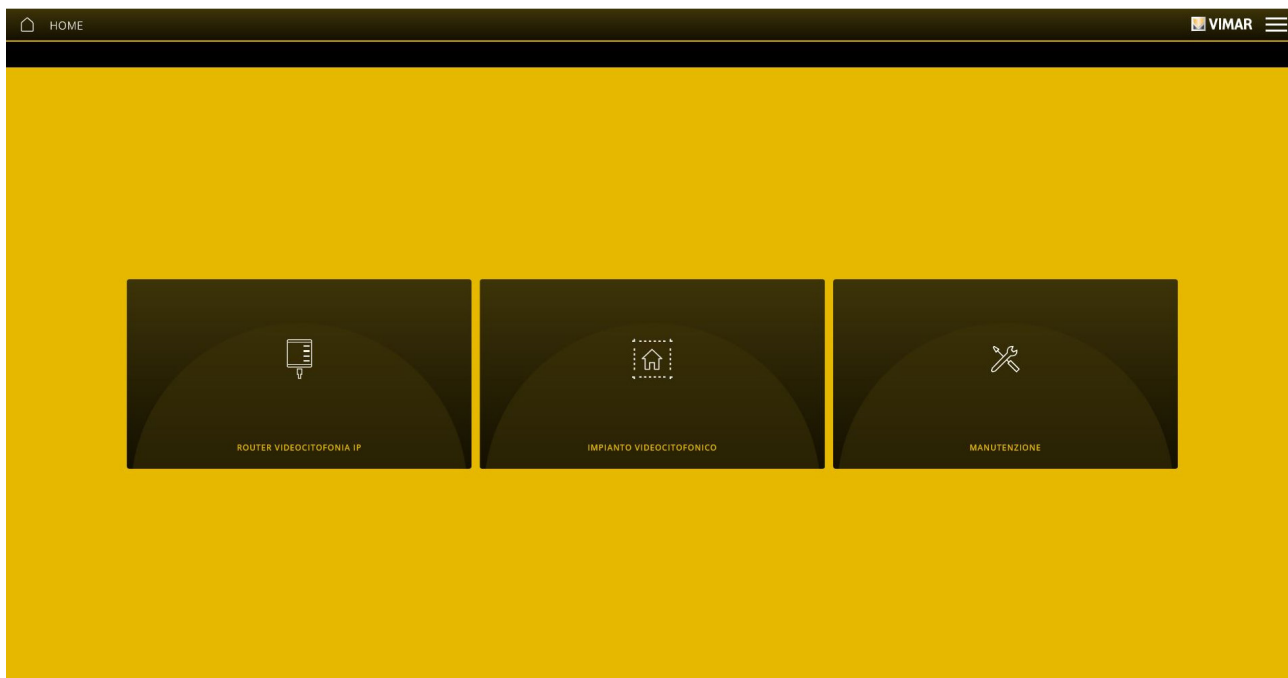 HOME
VIMAR
ROUTER VIDEOCITOFONIA IP
IMPIANTO VIDEOCITOFONICO
MANUTENZIONE